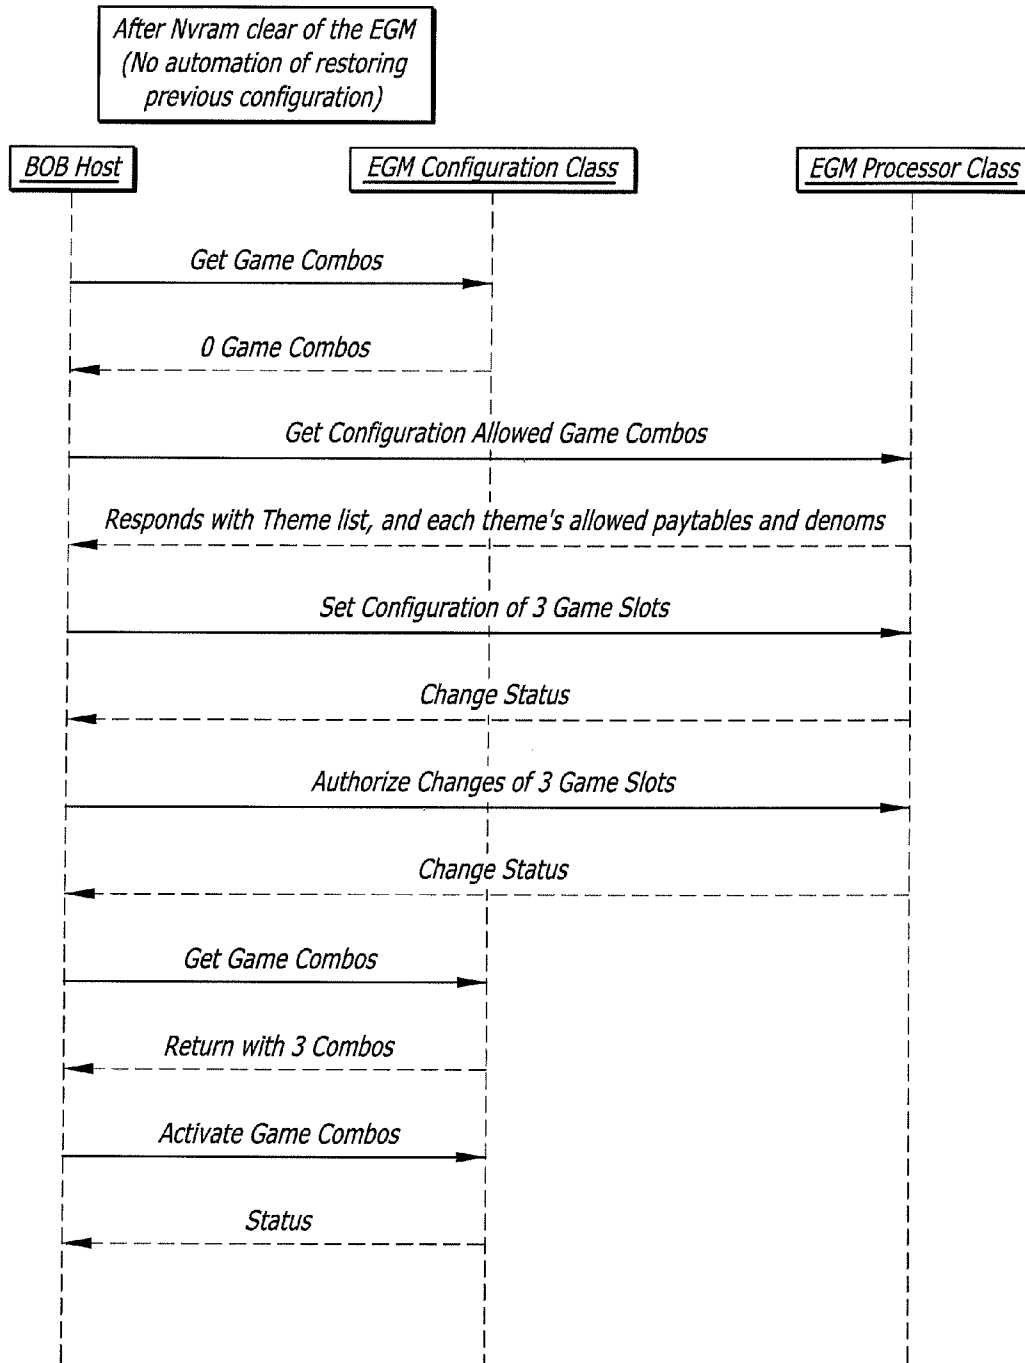 After Nvram clear of the EGM
(No automation of restoring
previous configuration)
BOB Host
EGM Configuration Class
EGM Processor Class
Get Game Combos
0 Game Combos
Get Configuration Allowed Game Combos
Responds with Theme list, and each theme's allowed paytables and denoms
Set Configuration of 3 Game Slots
Change Status
Authorize Changes of 3 Game Slots
Change Status
Get Game Combos
Return with 3 Combos
Activate Game Combos
Status